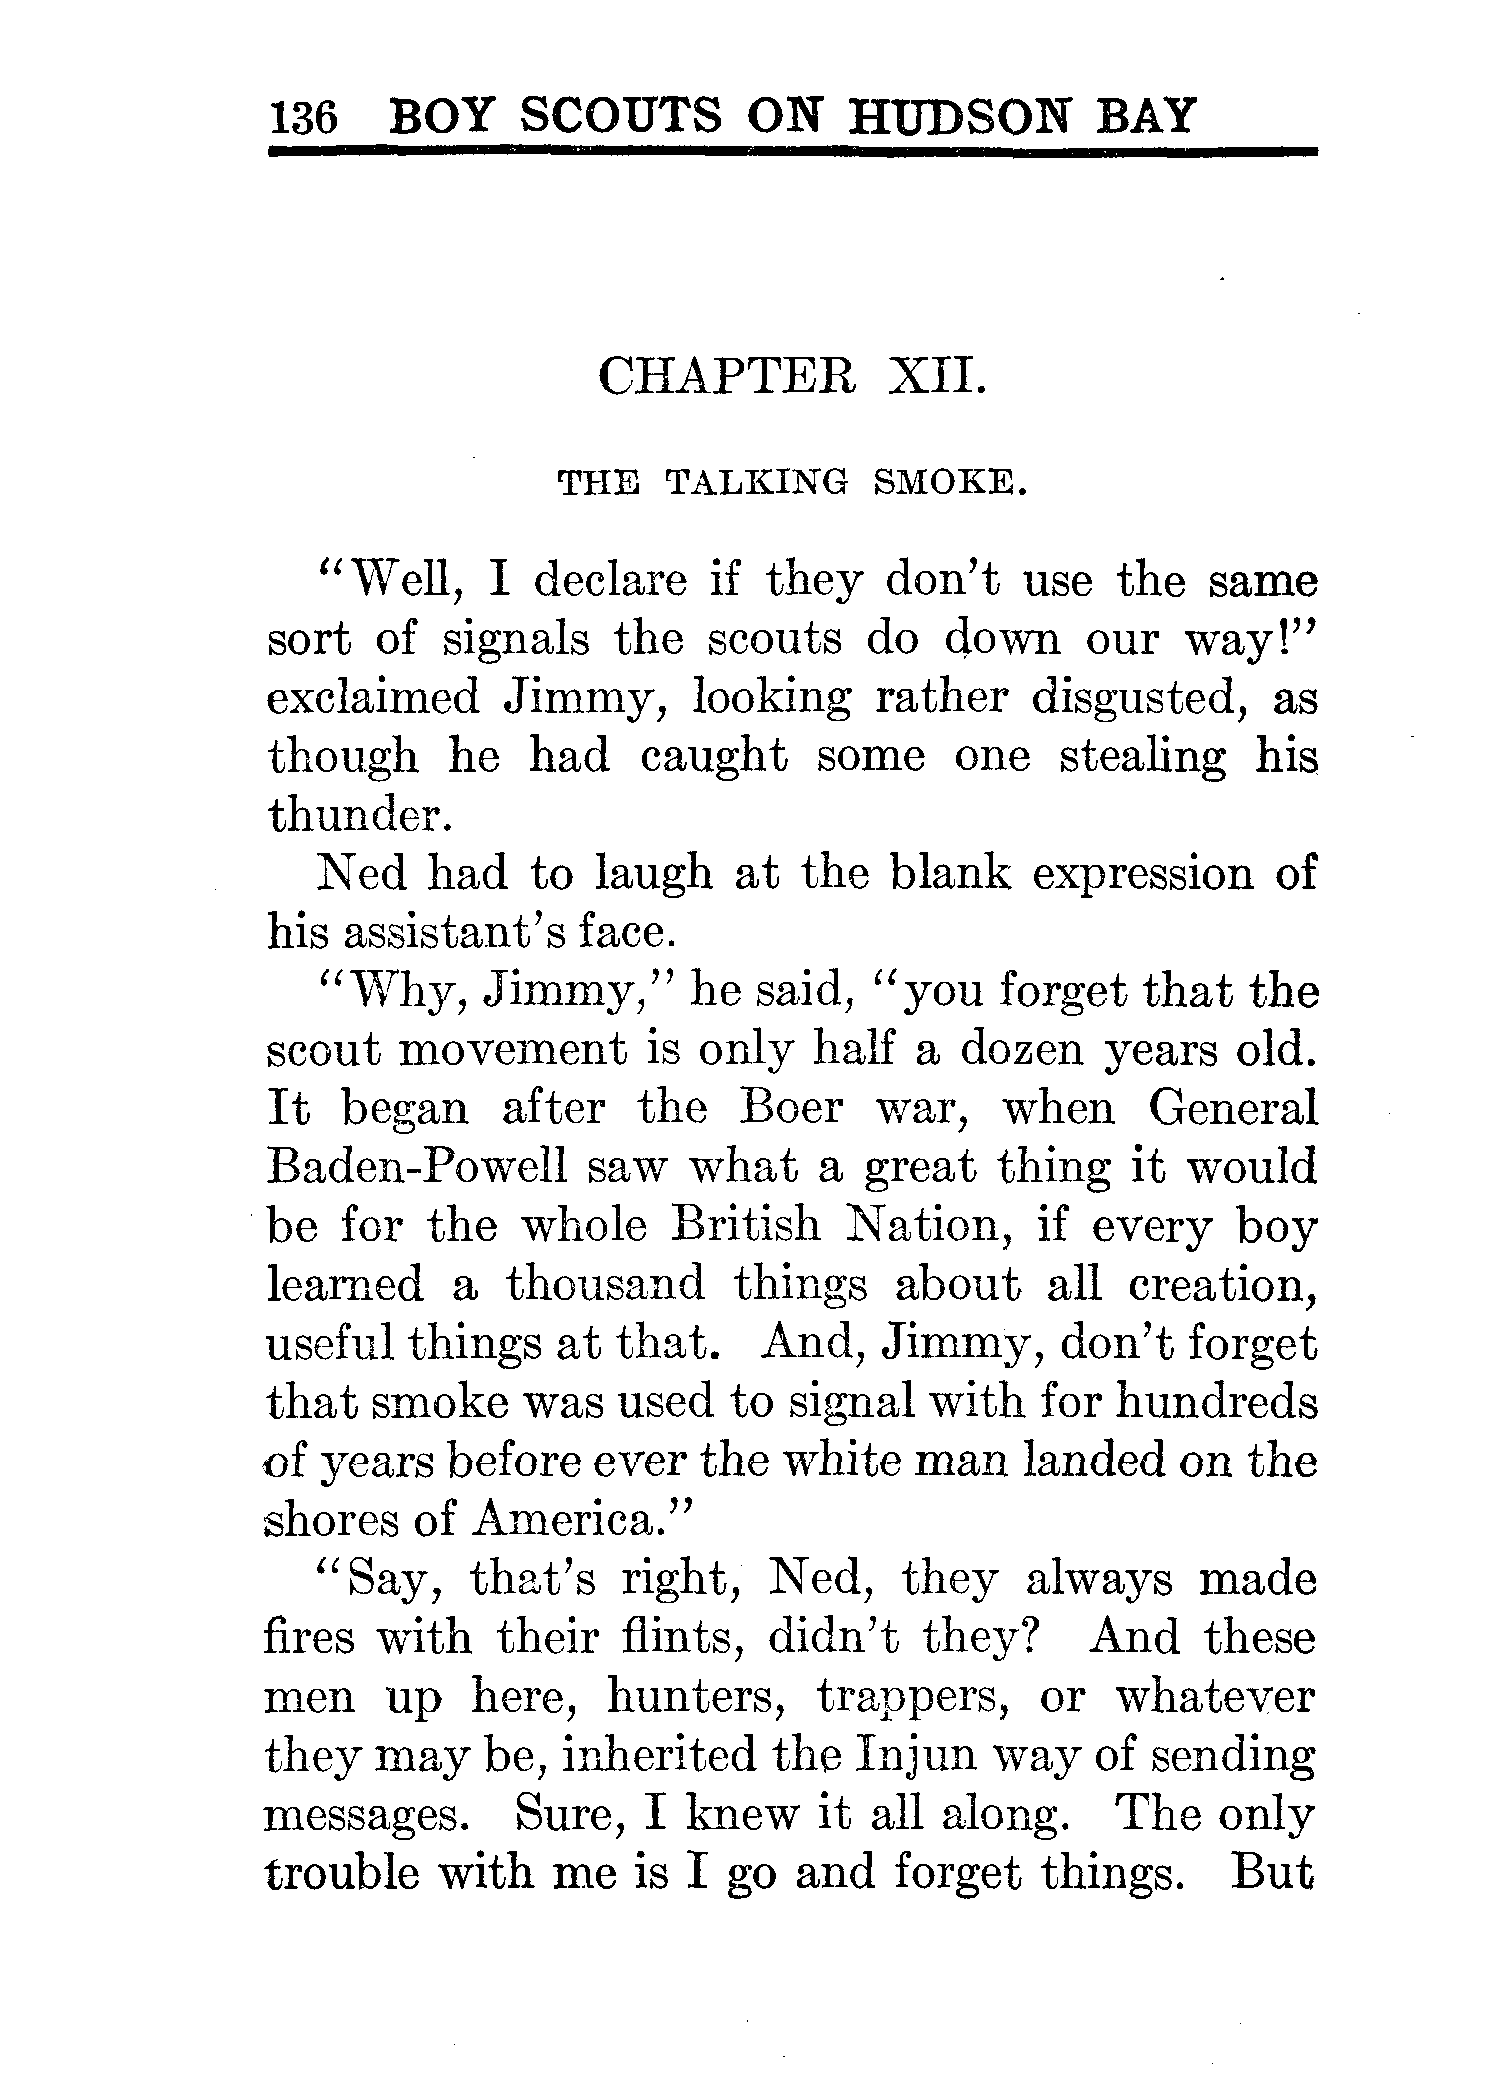 136 BOY SCOUTS ON HUDSON BAY
CHAPTER XII.
THE TALKING SMOKE.
"Well, I declare if they don't use the same
sort of signals the scouts do down our way!"
exclaimed Jimmy, looking rather disgusted, as
though he had caught some one stealing his
thunder.
Ned had to laugh at the blank expression of
his assistant's face.
"Why, Jimmy," he said, "you forget that the
scout movement is only half a dozen years old.
It began after the Boer war, when General
Baden-Powell saw what a great thing it would
be for the whole British Nation, if every boy
learned a thousand things about all creation,
useful things at that. And, Jimmy, don't forget
that smoke was used to signal with for hundreds
of years before ever the white man landed on the
shores of America."
"Say, that's right, Ned, they always made
fires with their flints, didn't they? And these
men up here, hunters, trappers, or whatever
they may be, inherited the Injun way of sending
messages. Sure, I knew it all along. The only
trouble with me is I go and forget things. But